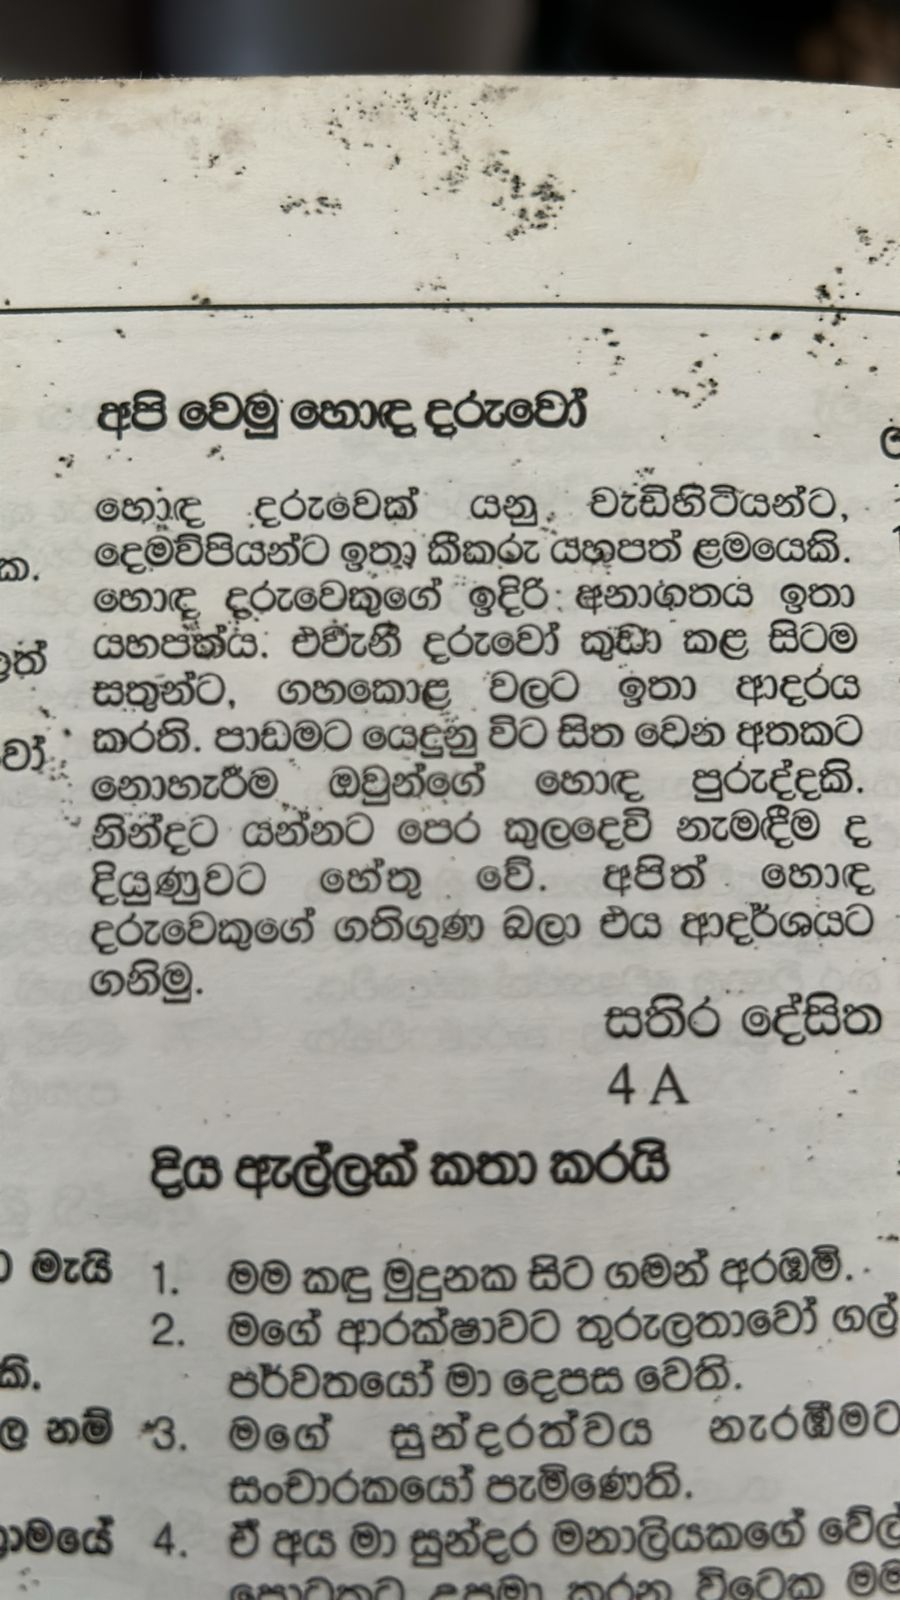 අපි වෙමු හොඳ දරුවෝ
හොඳ දරුවෙක් යනු වැඩිහිටියන්ට,
දෙමව්පියන්ට ඉතා කීකරු යහපත් ළමයෙකි.
හොඳ දරුවෙකුගේ ඉදිරි අනාගතය ඉතා
යහපත්ය. එවැනි දරුවෝ කුඩා කළ සිටම
සතුන්ට, ගහකොළ වලට ඉතා ආදරය
කරති. පාඩමට යෙදුනු විට සිත වෙන අතකට
නොහැරීම ඔවුන්ගේ හොඳ පුරුද්දකි.
නින්දට යන්නට පෙර කුලදෙවි නැමඳීම ද
දියුණුවට හේතු වේ. අපිත් හොඳ
දරුවෙකුගේ ගතිගුණ බලා එය ආදර්ශයට
ගනිමු.
සතිර දේසිත
4 A
දිය ඇල්ලක් කතා කරයි
1. මම කඳු මුදුනක සිට ගමන් අරඹමි.
2. මගේ ආරක්ෂාවට තුරුලතාවෝ ගල්
පර්වතයෝ මා දෙපස වෙති.
3. මගේ සුන්දරත්වය නැරඹීමට
සංචාරකයෝ පැමිණෙති.
4. ඒ අය මා සුන්දර මනාලියකගේ
උපමා කරන විටෙක මම
ක.
මැයි
කි.
නම්